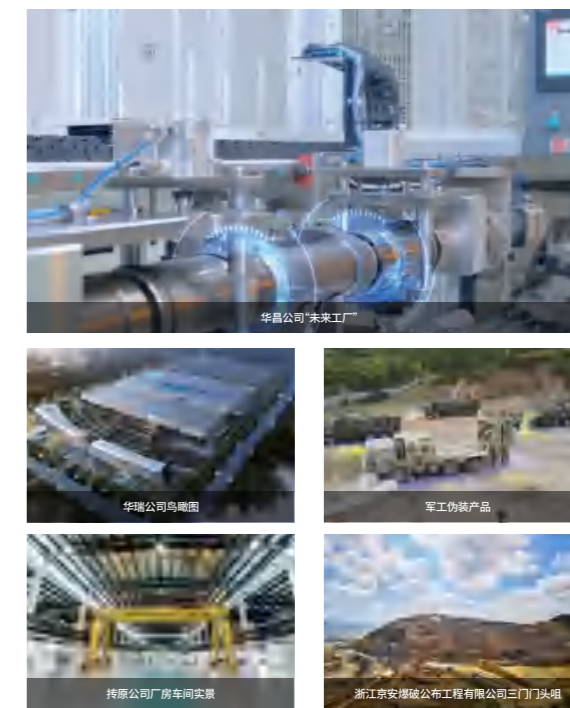 华昌公司“未来工厂”
华瑞公司鸟瞰图
军工伪装产品
抟原公司厂房车间实景
浙江京安爆破公布工程有限公司三门门头咀